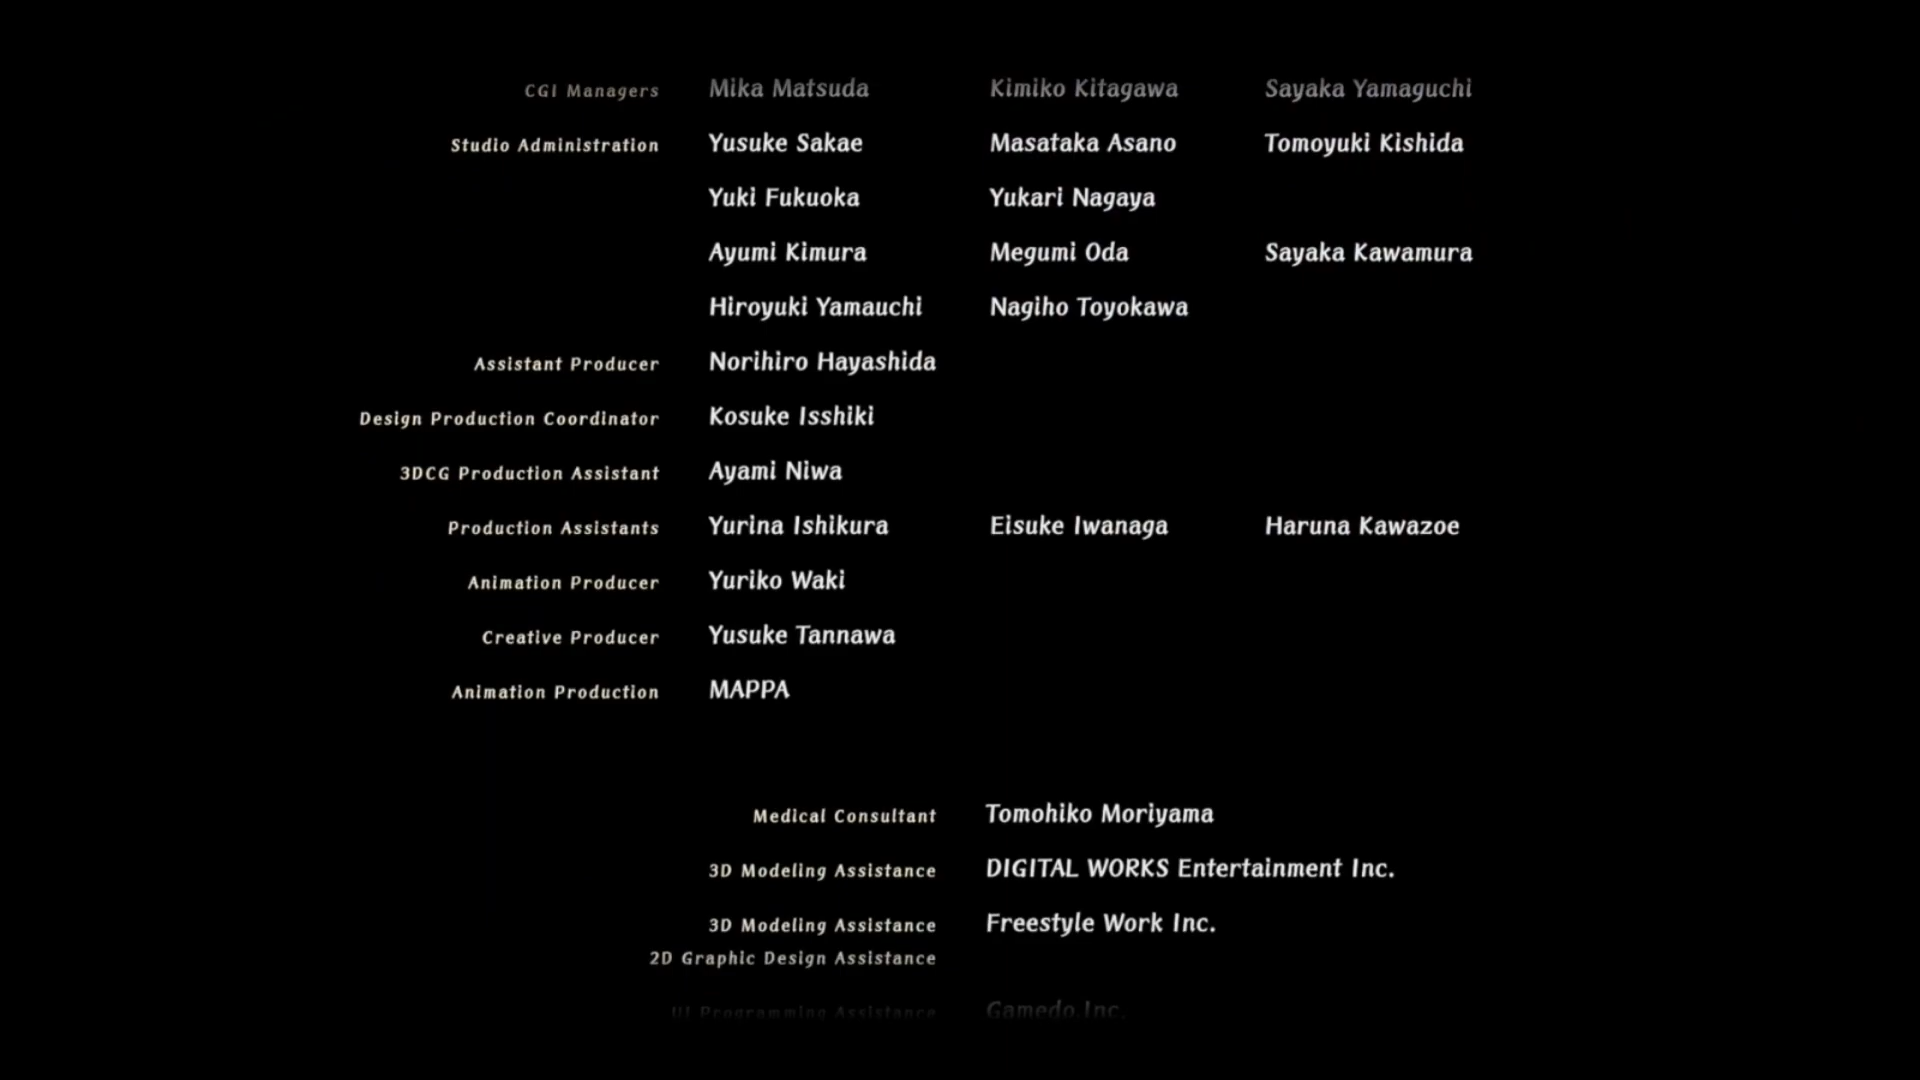 CGI Managers Mika Matsuda Kimiko Kitagawa Sayaka Yamaguchi
Studio Administration Yusuke Sakae Masataka Asano Tomoyuki Kishida
Yuki Fukuoka Yukari Nagaya
Ayumi Kimura Megumi Oda Sayaka Kawamura
Hiroyuki Yamauchi Nagiho Toyokawa
Assistant Producer Norihiro Hayashida
Design Production Coordinator Kosuke Isshiki
3DCG Production Assistant Ayami Niwa
Production Assistants Yurina Ishikura Eisuke Iwanaga Haruna Kawazoe
Animation Producer Yuriko Waki
Creative Producer Yusuke Tannawa
Animation Production MAPPA
Medical Consultant Tomohiko Moriyama
3D Modeling Assistance DIGITAL WORKS Entertainment Inc.
3D Modeling Assistance Freestyle Work Inc.
2D Graphic Design Assistance
UI Programming Assistance Gamedo.Inc.